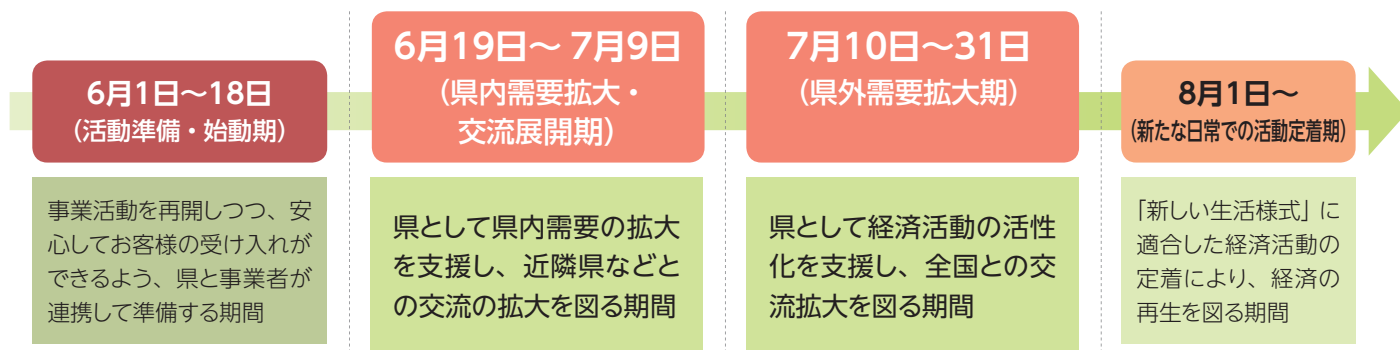 6月1日〜18日
(活動準備・始動期)
事業活動を再開しつつ、安
心してお客様の受け入れが
できるよう、県と事業者が
連携して準備する期間
6月19日〜 7月9日
(県内需要拡大・
交流展開期)
県として県内需要の拡大
を支援し、近隣県などと
の交流の拡大を図る期間
7月10日〜31日
(県外需要拡大期)
県として経済活動の活性
化を支援し、全国との交
流拡大を図る期間
8月1日〜
(新たな日常での活動定着期)
「新しい生活様式」に
適合した経済活動の
定着により、経済の
再生を図る期間